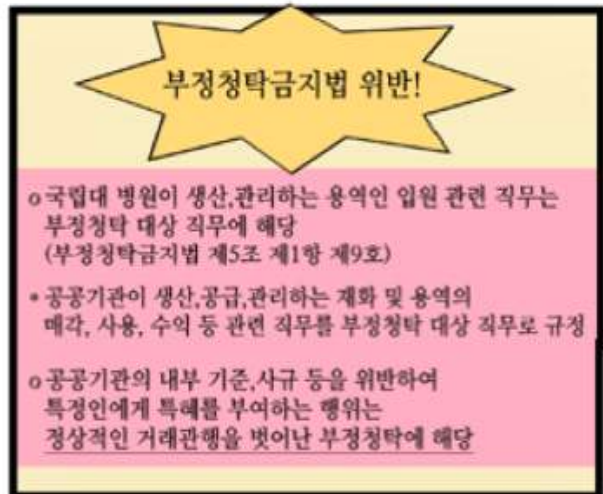 부정청탁금지법 위반!
o 국립대 병원이 생산,관리하는 용역인 입원 관련 직무는
부정청탁 대상 직무에 해당
(부정청탁금지법 제5조 제1항 제9호)
* 공공기관이 생산,공급,관리하는 재화 및 용역의
매각, 사용, 수익 등 관련 직무를 부정청탁 대상 직무로 규정
o 공공기관의 내부 기준,사규 등을 위반하여
특정인에게 특혜를 부여하는 행위는
정상적인 거래관행을 벗어난 부정청탁에 해당